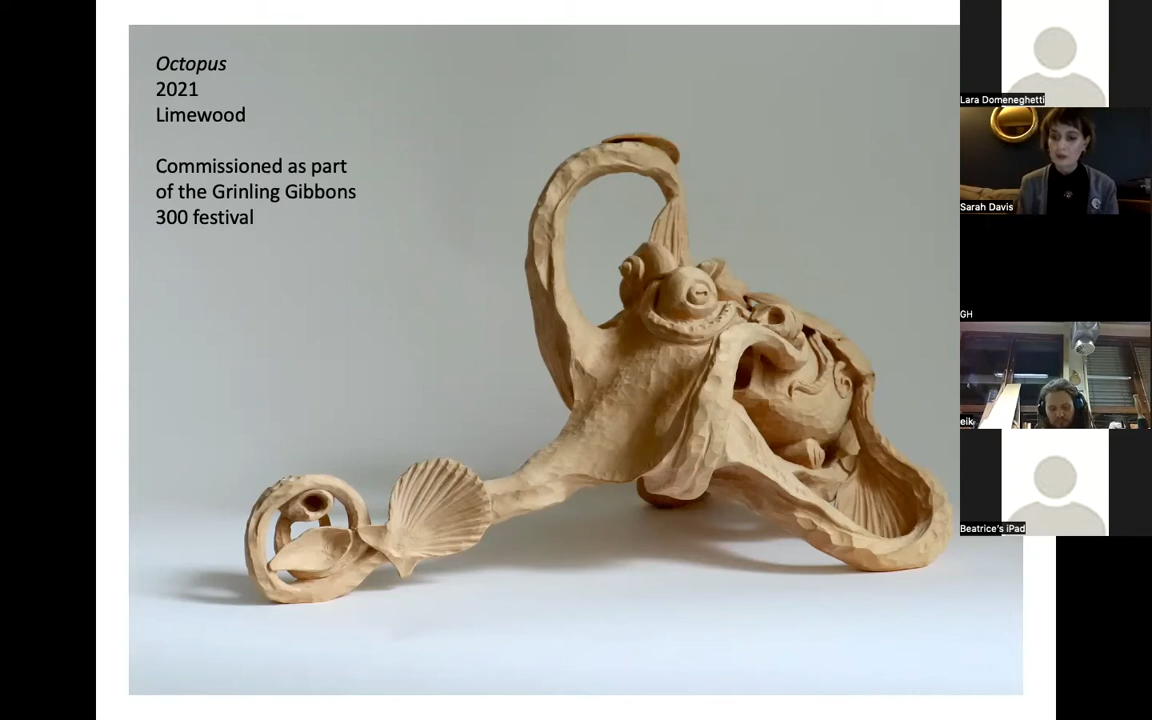 Octopus
2021
Limewood
Commissioned as part
of the Grinling Gibbons
300 festival
Lara Domeneghetti
Sarah Davis
GH
eik
Beatrice's iPad